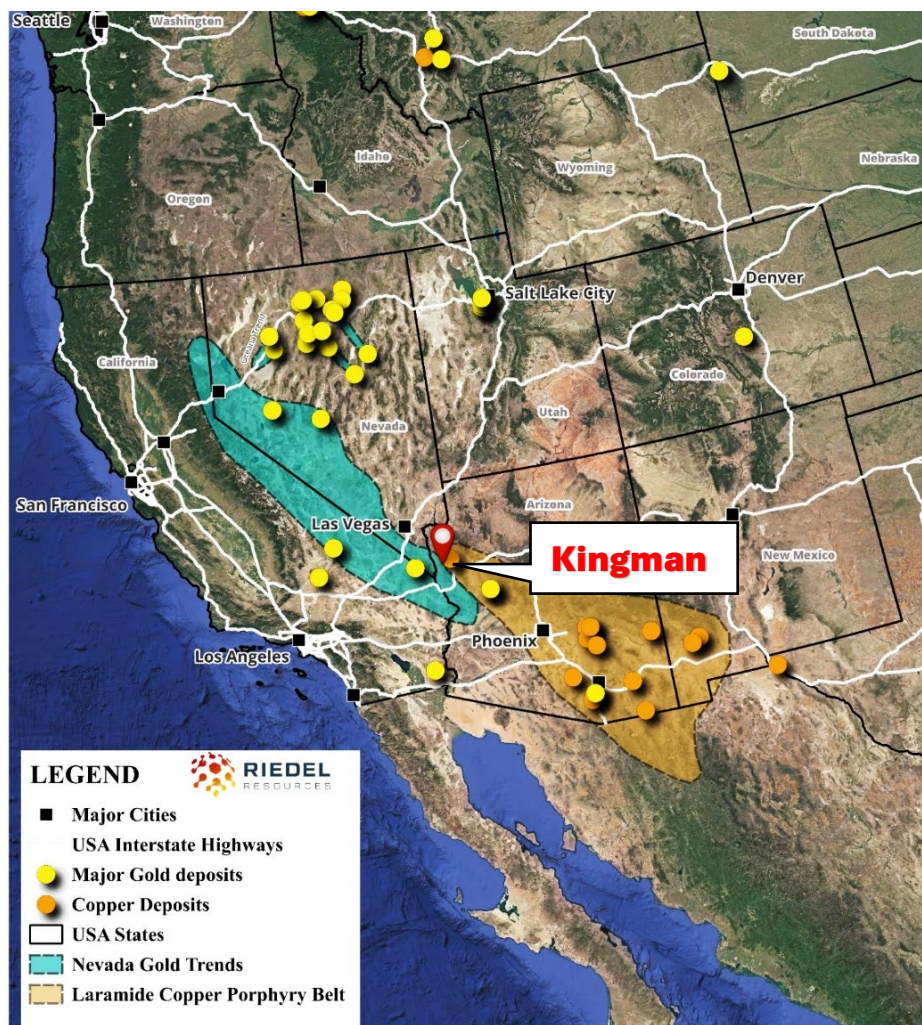 Seattle
Washington
South Dakota
Idaho
Wyoming
Nebraska
Oregon
Denver
Salt Lake City
California
Colorado
Nevada
Utah
San Francisco
Arizona
Las Vegas
Kingman
New Mexico
Phoenix
Los Angeles
LEGEND
RIEDEL
RESOURCES
Major Cities
USA Interstate Highways
Major Gold deposits
Copper Deposits
USA States
Nevada Gold Trends
Laramide Copper Porphyry Belt